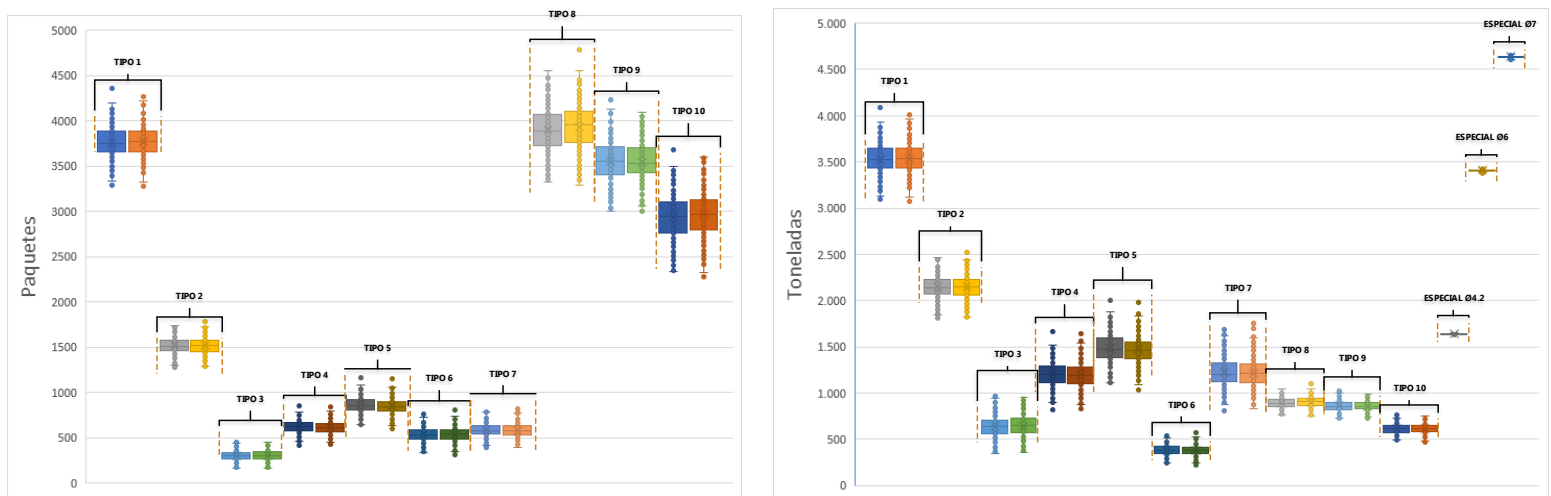 TIPO 8
5000
TIPO 1
4500
TIPO 9
TIPO 10
4000
3500
3000
Paquetes
2500
2000
TIPO 2
1500
TIPO 5
TIPO 4
TIPO 6
TIPO 7
1000
TIPO 3
500
0
5.000
ESPECIAL Ø7
4.500
TIPO 1
4.000
ESPECIAL Ø6
3.500
3.000
TIPO 2
Toneladas
2.500
TIPO 5
TIPO 4
TIPO 7
ESPECIAL Ø4.2
2.000
TIPO 3
TIPO 8
TIPO 9
1.500
TIPO 6
TIPO 10
1.000
500
0